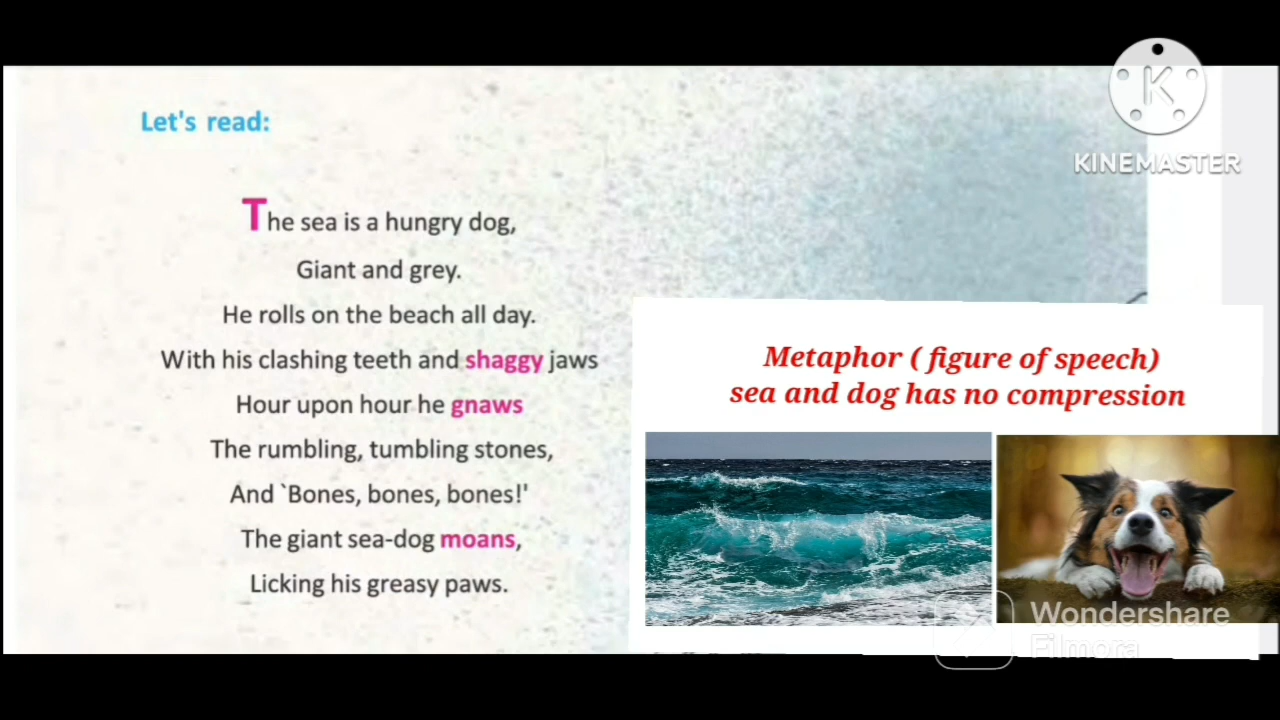 Let's read:
The sea is a hungry dog,
Giant and grey.
He rolls on the beach all day.
With his clashing teeth and shaggy jaws
Hour upon hour he gnaws
The rumbling, tumbling stones,
And `Bones, bones, bones!'
The giant sea-dog moans,
Licking his greasy paws.
Metaphor ( figure of speech)
sea and dog has no compression
K
KINEMASTER
Wondershare
Filmora